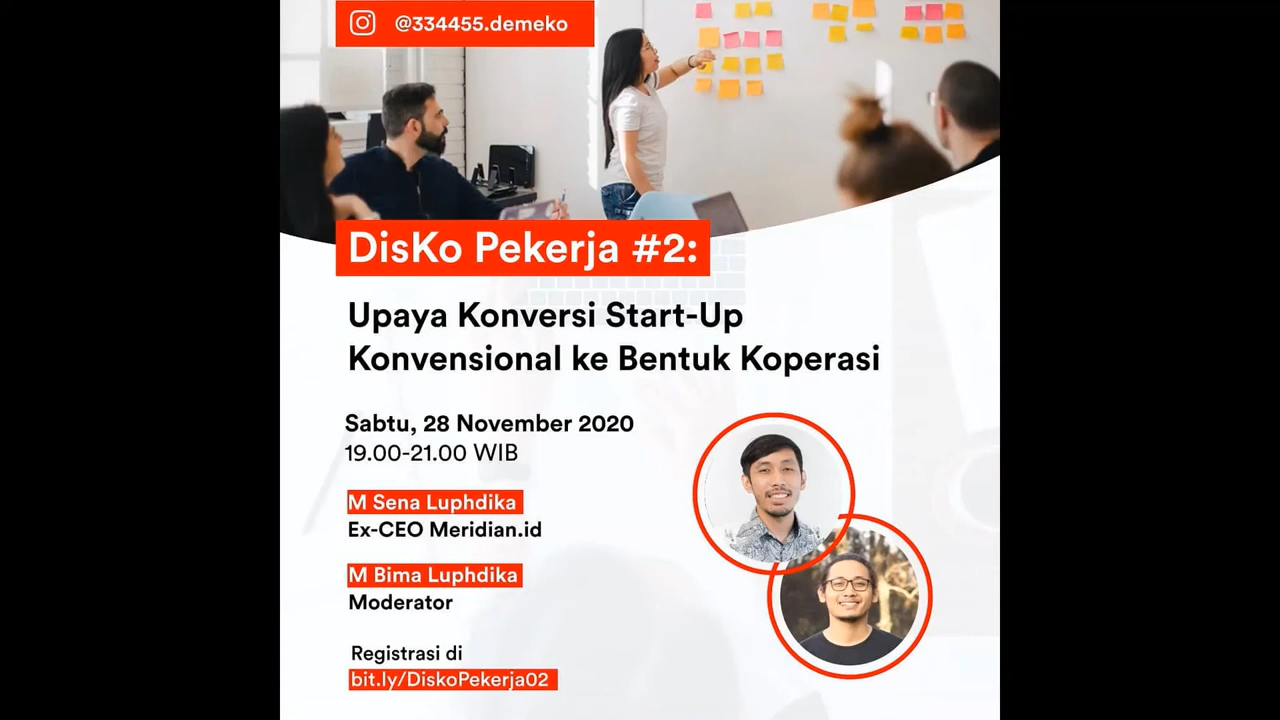 @334455.demeko
DisKo Pekerja #2:
Upaya Konversi Start-Up
Konvensional ke Bentuk Koperasi
Sabtu, 28 November 2020
19.00-21.00 WIB
M Sena Luphdika
Ex-CEO Meridian.id
M Bima Luphdika
Moderator
Registrasi di
bit.ly/DiskoPekerja02